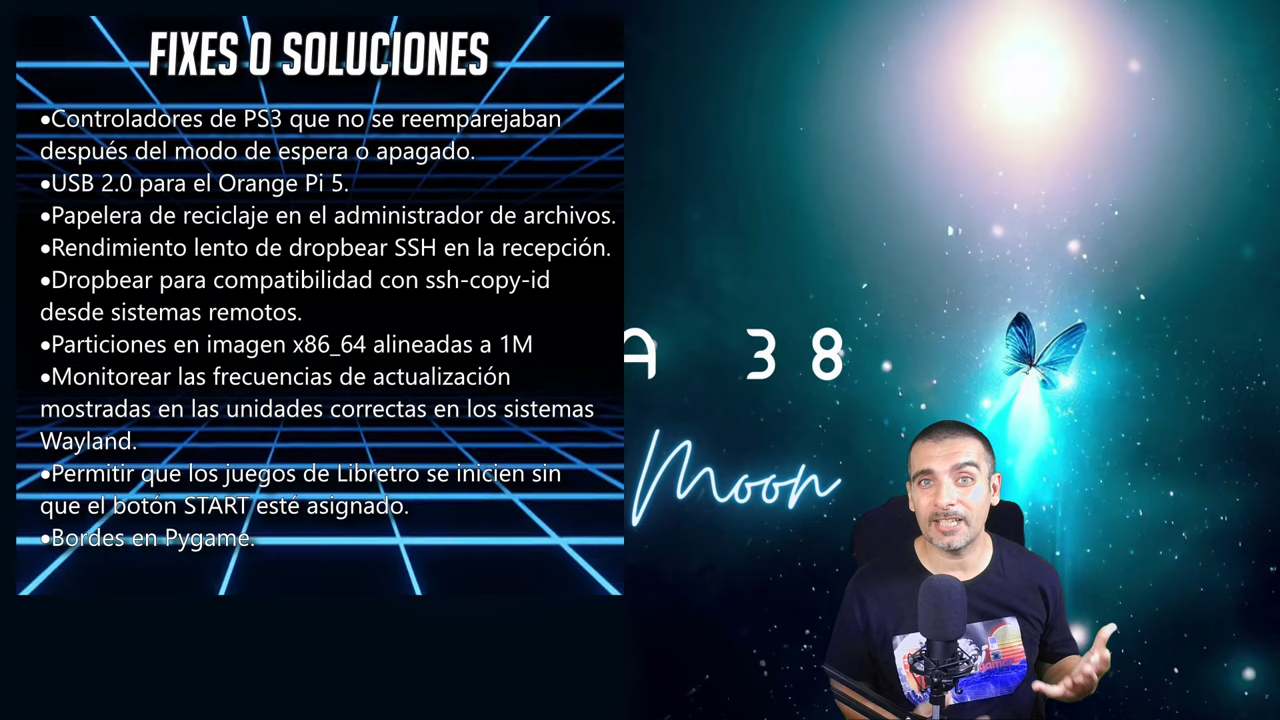 FIXES O SOLUCIONES
•Controladores de PS3 que no se reemparejaban
después del modo de espera o apagado.
•USB 2.0 para el Orange Pi 5.
•Papelera de reciclaje en el administrador de archivos.
•Rendimiento lento de dropbear SSH en la recepción.
•Dropbear para compatibilidad con ssh-copy-id
desde sistemas remotos.
•Particiones en imagen x86_64 alineadas a 1M
•Monitorear las frecuencias de actualización
mostradas en las unidades correctas en los sistemas
Wayland.
•Permitir que los juegos de Libretro se inicien sin
que el botón START esté asignado.
•Bordes en Pygame.
A 38
Moon